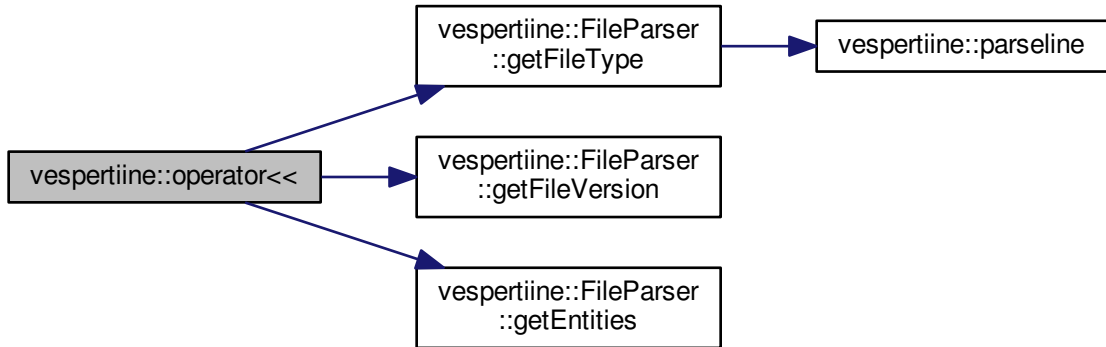 vespertiine::operator<<
vespertiine::FileParser
::getFileType
vespertiine::parseline
vespertiine::FileParser
::getFileVersion
vespertiine::FileParser
::getEntities